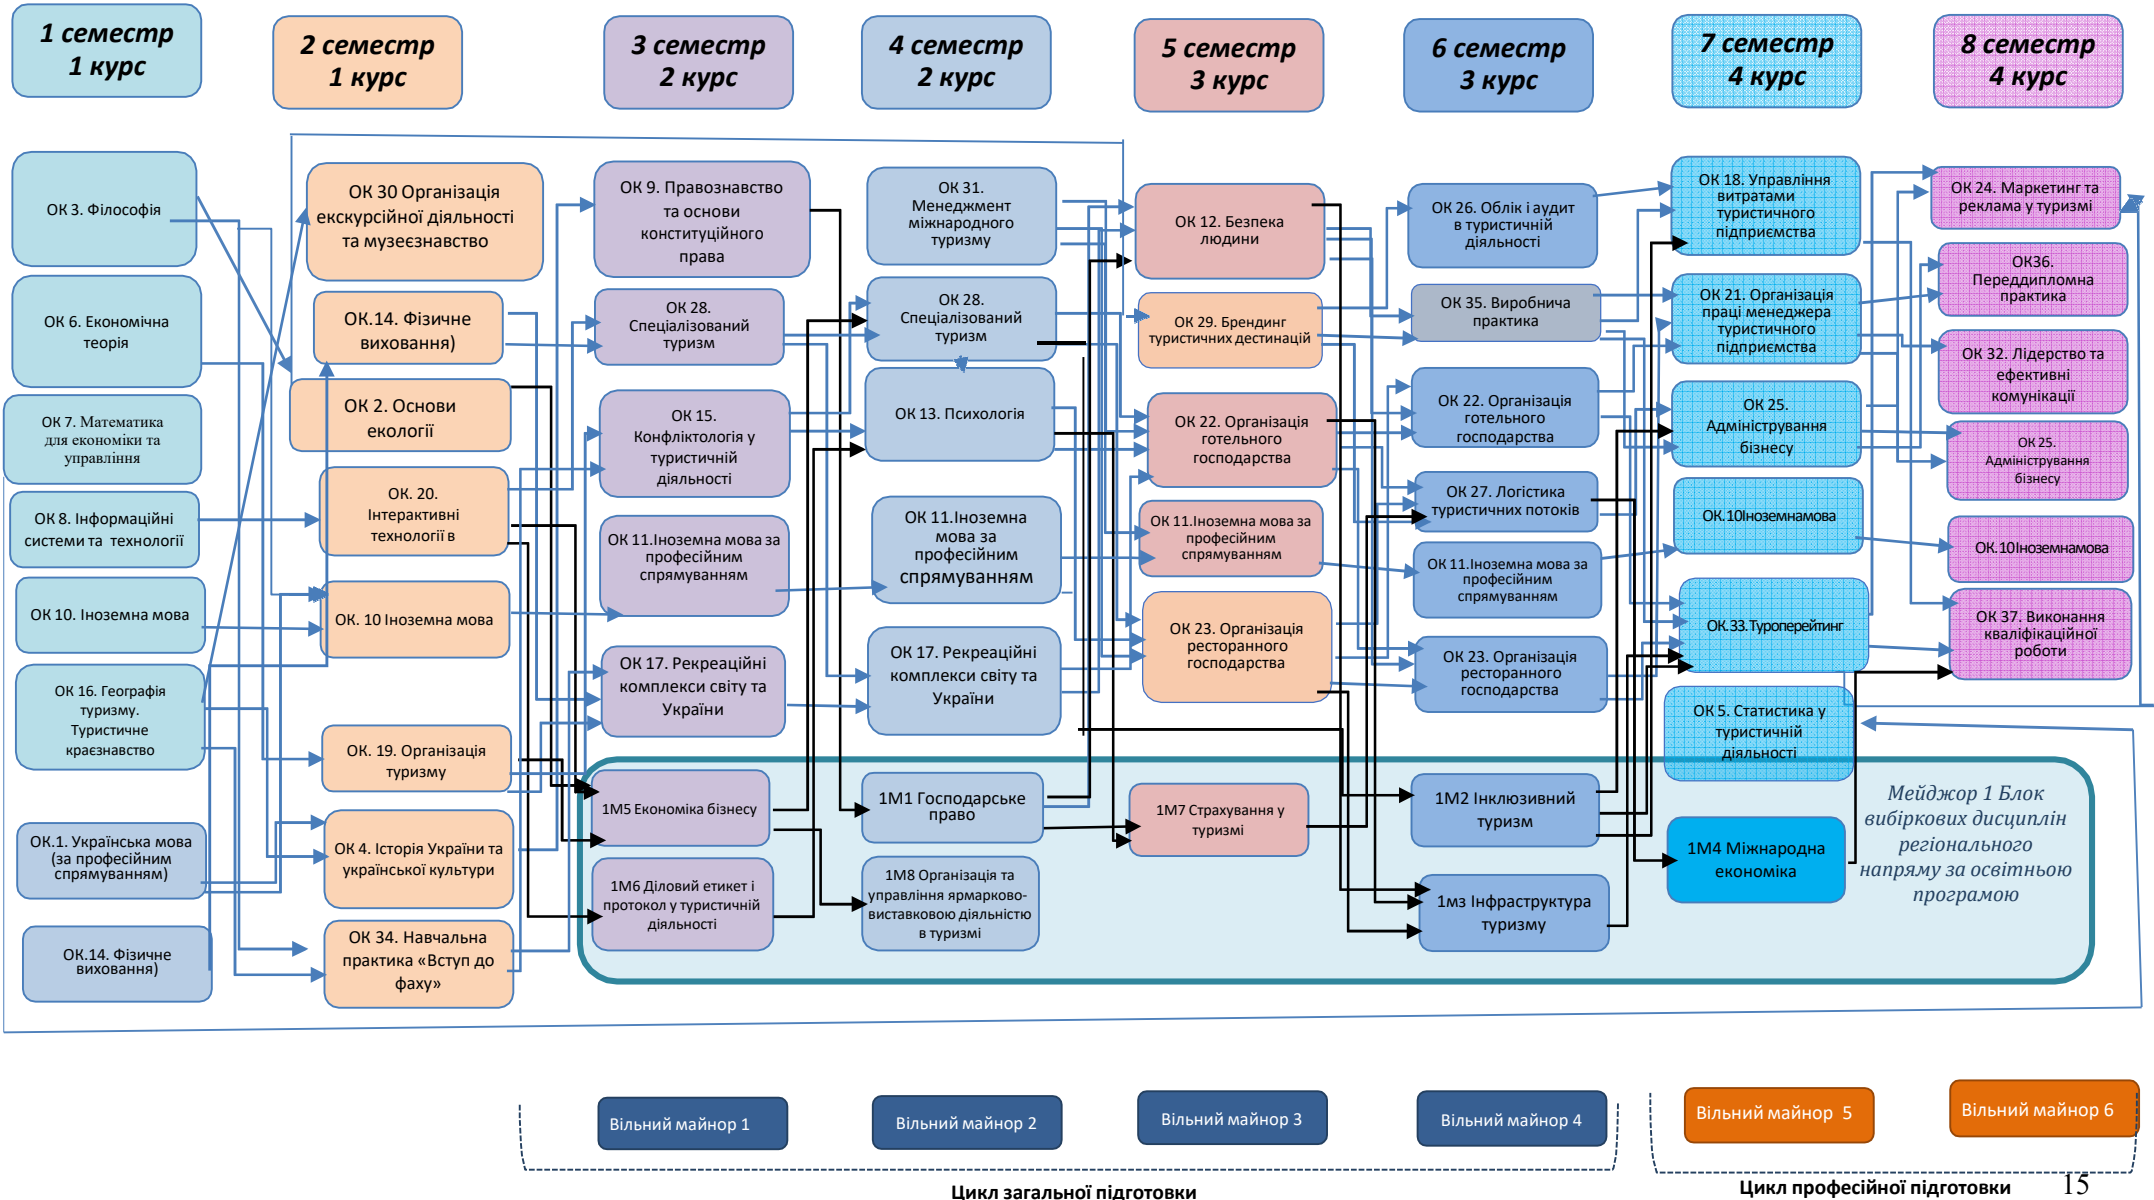 1 семестр
1 курс
2 семестр
1 курс
3 семестр
2 курс
4 семестр
2 курс
5 семестр
3 курс
6 семестр
3 курс
7 семестр
4 курс
8 семестр
4 курс
ОК 3. Філософія
ОК 6. Економічна
теорія
ОК 7. Математика
для економіки та
управління
ОК 8. Інформаційні
системи та технології
ОК 10. Іноземна мова
ОК 16. Географія
туризму.
Туристичне
краєзнавство
ОК.1. Українська мова
(за професійним
спрямуванням)
ОК.14. Фізичне
виховання)
ОК 30 Організація
екскурсійної діяльності
та музеєзнавство
ОК.14. Фізичне
виховання)
ОК 2. Основи
екології
ОК. 20.
Інтерактивні
технології в
ОК. 10 Іноземна мова
ОК. 19. Організація
туризму
ОК 4. Історія України та
української культури
ОК 34. Навчальна
практика «Вступ до
фаху»
ОК 9. Правознавство
та основи
конституційного
права
ОК 28.
Спеціалізований
туризм
ОК 15.
Конфліктологія у
туристичній
діяльності
ОК 11.Іноземна мова за
професійним
спрямуванням
ОК 17. Рекреаційні
комплекси світу та
України
1М5 Економіка бізнесу
1М6 Діловий етикет і
протокол у туристичній
діяльності
ОК 31.
Менеджмент
міжнародного
туризму
ОК 28.
Спеціалізований
туризм
ОК 13. Психологія
ОК 11.Іноземна
мова за
професійним
спрямуванням
ОК 17. Рекреаційні
комплекси світу та
України
1М1 Господарське
право
1М8 Організація та
управління ярмарково-
виставковою діяльністю
в туризмі
ОК 12. Безпека
людини
ОК 29. Брендинг
туристичних дестинацій
ОК 22. Організація
готельного
господарства
ОК 11.Іноземна мова за
професійним
спрямуванням
ОК 23. Організація
ресторанного
господарства
1М7 Страхування у
туризмі
ОК 26. Облік і аудит
в туристичній
діяльності
ОК 35. Виробнича
практика
ОК 22. Організація
готельного
господарства
ОК 27. Логістика
туристичних потоків
ОК 11.Іноземна мова за
професійним
спрямуванням
ОК 23. Організація
ресторанного
господарства
1М2 Інклюзивний
туризм
1мз Інфраструктура
туризму
ОК 18. Управління
витратами
туристичного
підприємства
ОК 21. Організація
праці менеджера
туристичного
підприємства
ОК 25.
Адміністрування
бізнесу
ОК.10Іноземнамова
ОК.33.Туроперейтинг
ОК 5. Статистика у
туристичній
діяльності
1М4 Міжнародна
економіка
ОК 24. Маркетинг та
реклама у туризмі
ОК36.
Переддипломна
практика
ОК 32. Лідерство та
ефективні
комунікації
ОК 25.
Адміністрування
бізнесу
ОК.10Іноземнамова
ОК 37. Виконання
кваліфікаційної
роботи
Мейджор 1 Блок
вибіркових дисциплін
регіонального
напряму за освітньою
програмою
Вільний майнор 1
Вільний майнор 2
Вільний майнор 3
Вільний майнор 4
Вільний майнор 5
Вільний майнор 6
Цикл загальної підготовки
Цикл професійної підготовки
15